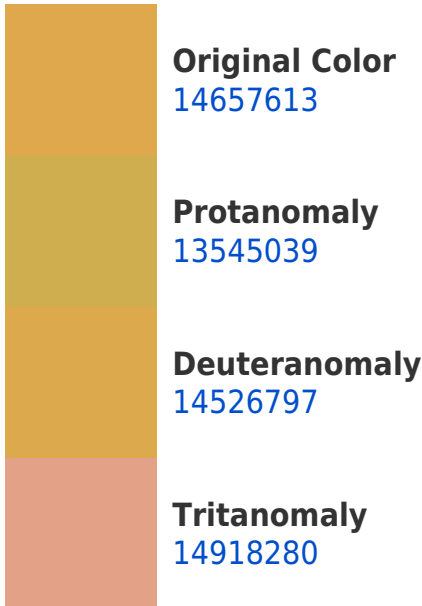 Original Color
14657613
Protanomaly
13545039
Deuteranomaly
14526797
Tritanomaly
14918280